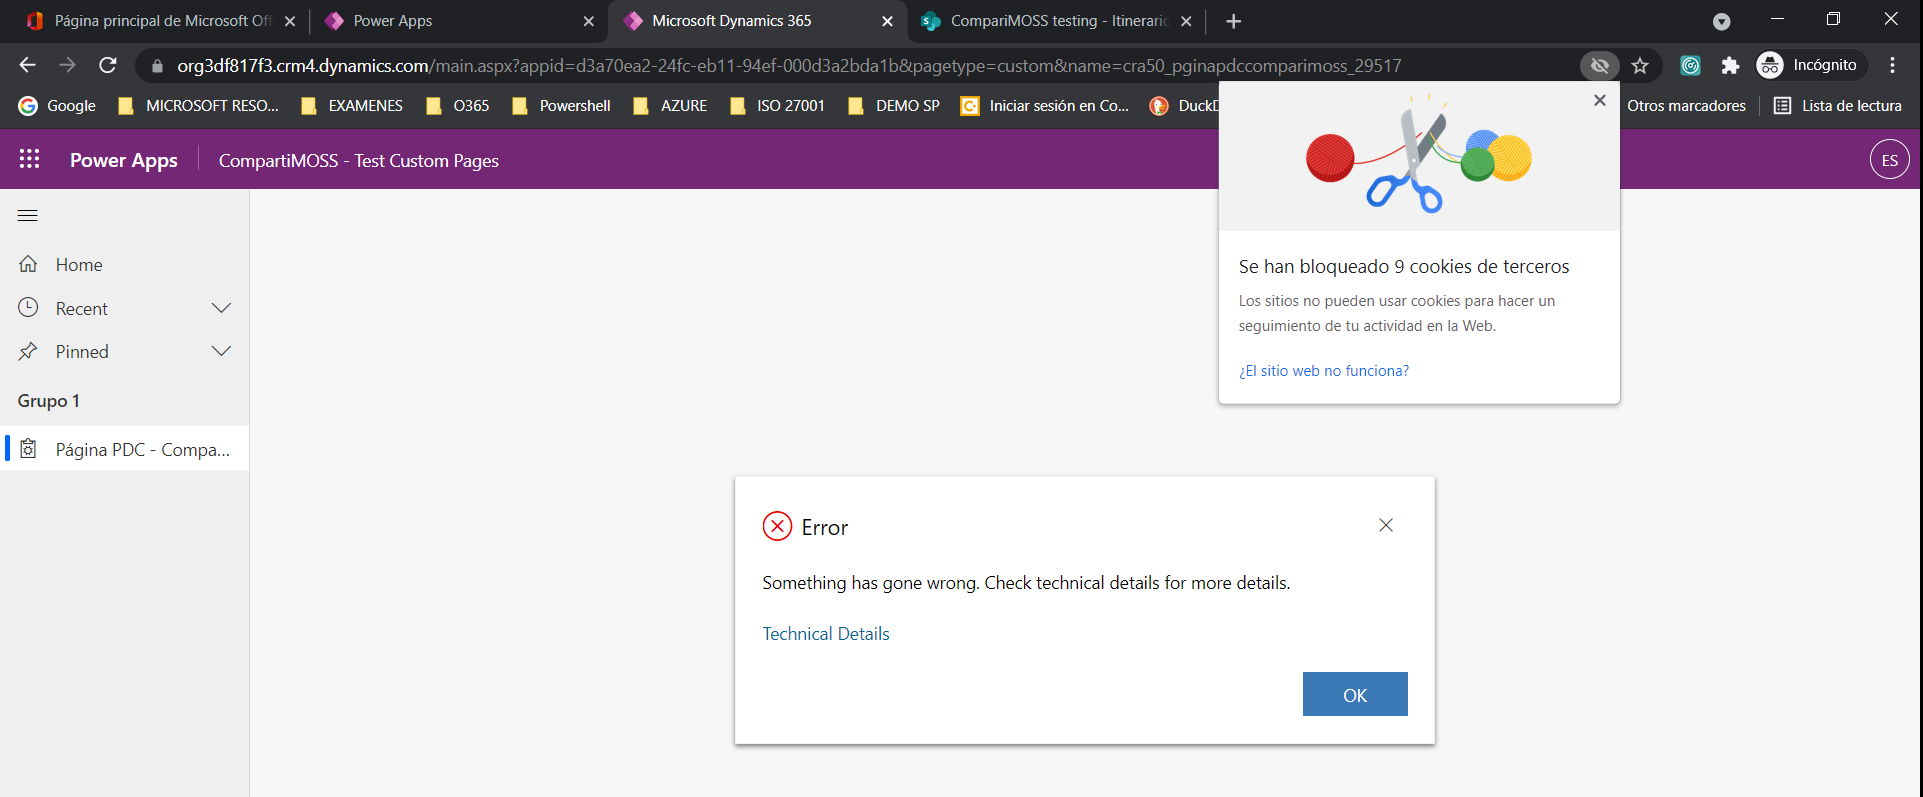 Página principal de Microsoft Off
Power Apps
Microsoft Dynamics 365
CompariMOSS testing - Itinerario
org3df817f3.crm4.dynamics.com/main.aspx?appid=d3a70ea2-24fc-eb11-94ef-000d3a2bda1b&pagetype=custom&name=cra50_pginapdccomparimoss_29517
Incógnito
Google
MICROSOFT RESO...
EXAMENES
O365
Powershell
AZURE
ISO 27001
DEMO SP
Iniciar sesión en Co...
DuckD
Otros marcadores
Lista de lectura
Power Apps
CompartiMOSS - Test Custom Pages
ES
Home
Recent
Pinned
Grupo 1
Página PDC - Compa...
Se han bloqueado 9 cookies de terceros
Los sitios no pueden usar cookies para hacer un
seguimiento de tu actividad en la Web.
¿El sitio web no funciona?
Error
Something has gone wrong. Check technical details for more details.
Technical Details
OK